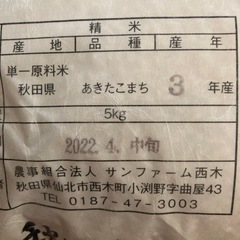 精米
産地 品種 産年
単一原料米
秋田県 あきたこまち 3年産
5kg
2022.4.中旬
農事組合法人 サンファーム西木
秋田県仙北市西木町小渕野字曲屋43
TEL 0187-47-3003